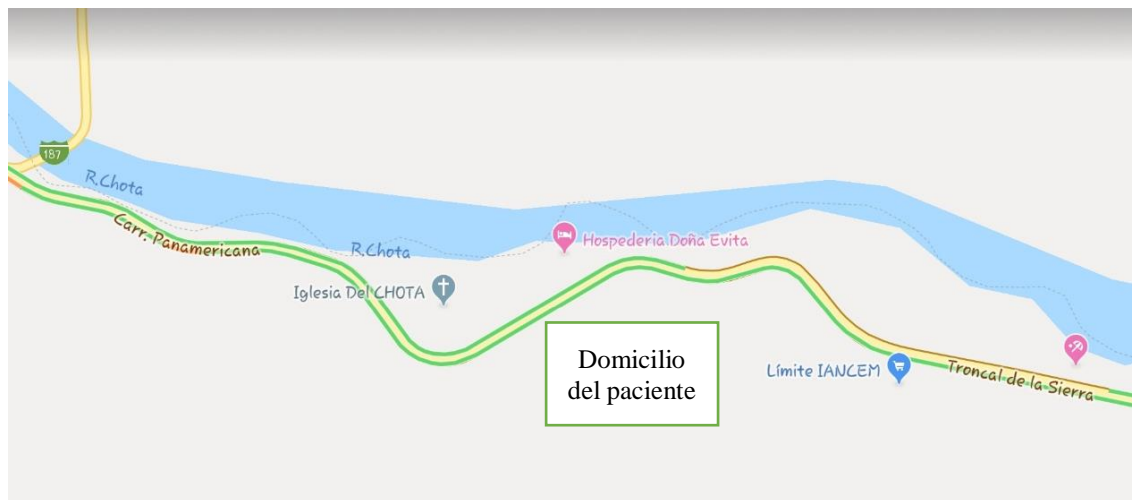 187
R.Chota
Carr. Panamericana
R.Chota
Hospederia Doña Evita
Iglesia Del CHOTA
Domicilio
del paciente
Límite IANCEM
Troncal de la Sierra